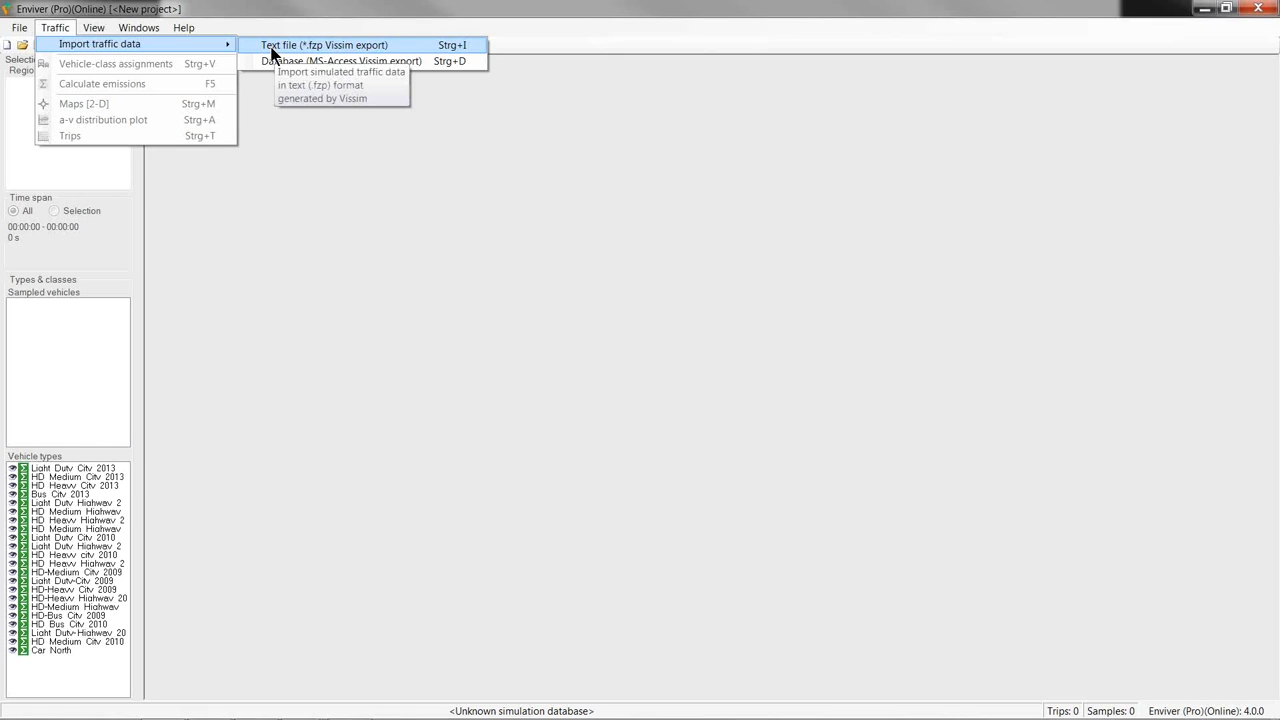 Enviver (Pro)(Online) [<New project>]
File Traffic View Windows Help
Import traffic data
Text file (*.fzp Vissim export) Strg+I
Selectio
Regio
Vehicle-class assignments Strg+V
Database (MS-Access Vissim export) Strg+D
Import simulated traffic data
in text (.fzp) format
generated by Vissim
Calculate emissions F5
Maps [2-D] Strg+M
a-v distribution plot Strg+A
Trips Strg+T
Time span
All Selection
00:00:00 - 00:00:00
0 s
Types & classes
Sampled vehicles
Vehicle types
Light Duty City 2013
HD Medium City 2013
HD Heavy City 2013
Bus City 2013
Light Duty Highway 2
HD Medium Highway
HD Heavy Highway 2
HD Medium Highway
Light Duty City 2010
Light Duty Highway 2
HD Heavy city 2010
HD Heavy Highway 2
HD-Medium City 2009
Light Duty-City 2009
HD-Heavy City 2009
HD-Heavy Highway 20
HD-Medium Highway
HD-Bus City 2009
HD Bus City 2010
Light Duty-Highway 20
HD Medium City 2010
Car North
<Unknown simulation database> Trips: 0 Samples: 0 Enviver (Pro)(Online): 4.0.0